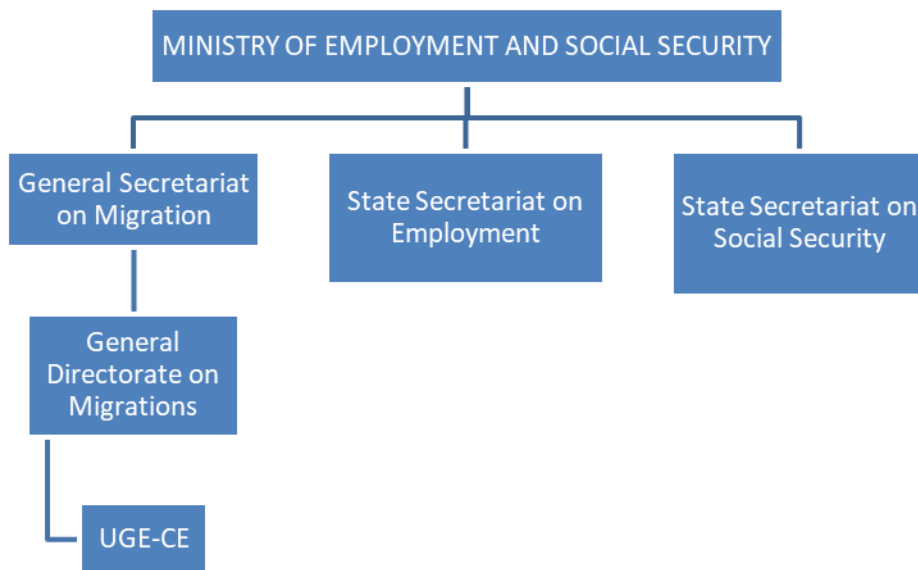 MINISTRY OF EMPLOYMENT AND SOCIAL SECURITY
General Secretariat
on Migration
State Secretariat on
Employment
State Secretariat on
Social Security
General
Directorate on
Migrations
UGE-CE